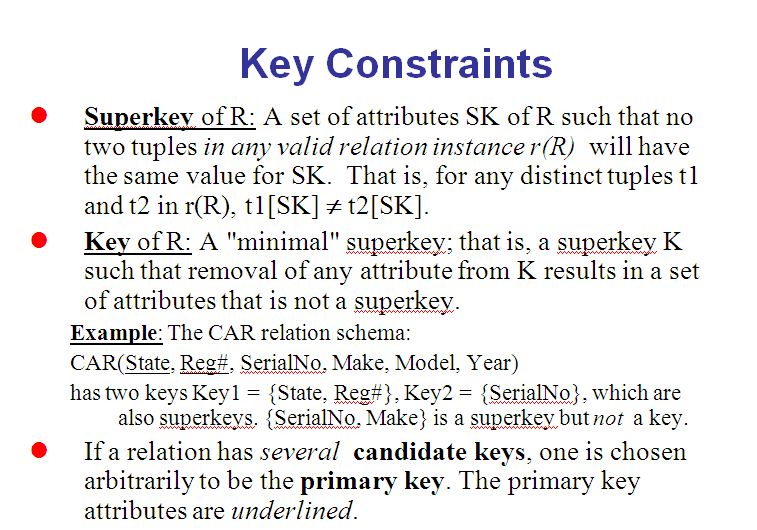 Key Constraints
Superkey of R: A set of attributes SK of R such that no
two tuples in any valid relation instance r(R) will have
the same value for SK. That is, for any distinct tuples t1
and t2 in r(R), t1[SK] ≠ t2[SK].
Key of R: A "minimal" superkey; that is, a superkey K
such that removal of any attribute from K results in a set
of attributes that is not a superkey.
Example: The CAR relation schema:
CAR(State, Reg#, SerialNo, Make, Model, Year)
has two keys Key1 = {State, Reg#}, Key2 = {SerialNo}, which are
also superkeys. {SerialNo, Make} is a superkey but not a key.
If a relation has several candidate keys, one is chosen
arbitrarily to be the primary key. The primary key
attributes are underlined.